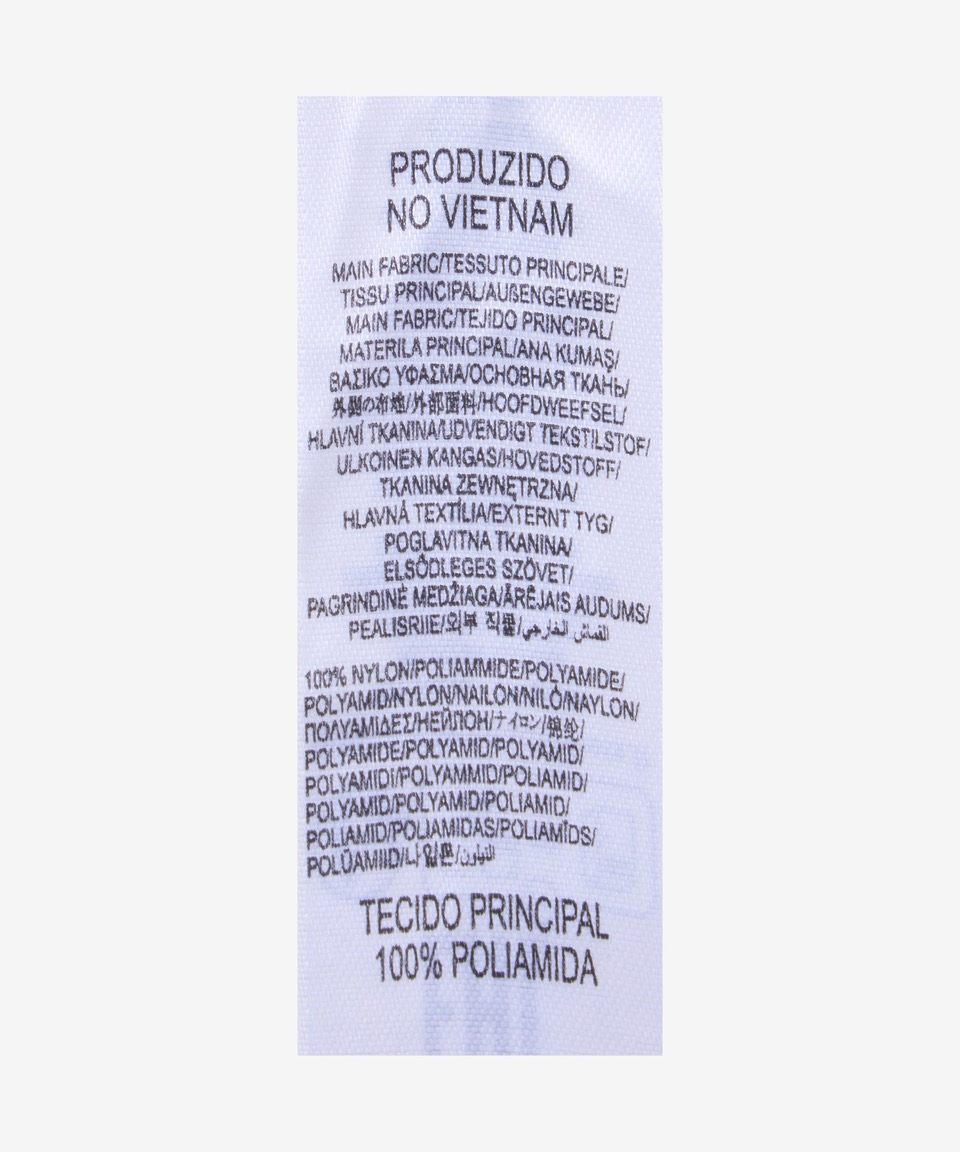 PRODUZIDO
NO VIETNAM
MAIN FABRIC/TESSUTO PRINCIPALE/
TISSU PRINCIPAL/AUßENGEWEBE/
MAIN FABRIC/TEJIDO PRINCIPAL/
MATERILA PRINCIPAL/ANA KUMAŞ/
ΒΑΣΙΚΟ ΥΦΑΣΜΑ/ОСНОВНАЯ ТКАНЬ/
外側の布地/外部面料/HOOFDWEEFSEL/
HLAVNÍ TKANINA/UDVENDIGT TEKSTILSTOF/
ULKOINEN KANGAS/HOVEDSTOFF/
TKANINA ZEWNĘTRZNA/
HLAVNÁ TEXTÍLIA/EXTERNT TYG/
POGLAVITNA TKANINA/
ELSŐDLEGES SZÖVET/
PAGRINDINĖ MEDŽIAGA/ĀRĒJAIS AUDUMS/
PEALISRIIE/외부 직물/القماش الخارجي
100% NYLON/POLIAMMIDE/POLYAMIDE/
POLYAMID/NYLON/NAILON/NILÓ/NAYLON/
ΠΟΛΥΑΜΙΔΕΣ/НЕЙЛОН/ナイロン/锦纶/
POLYAMIDE/POLYAMID/POLYAMID/
POLYAMIDI/POLYAMMID/POLIAMID/
POLYAMID/POLYAMID/POLIAMID/
POLIAMID/POLIAMIDAS/POLIAMĪDS/
POLÜAMIID/나일론/النايلون
TECIDO PRINCIPAL
100% POLIAMIDA